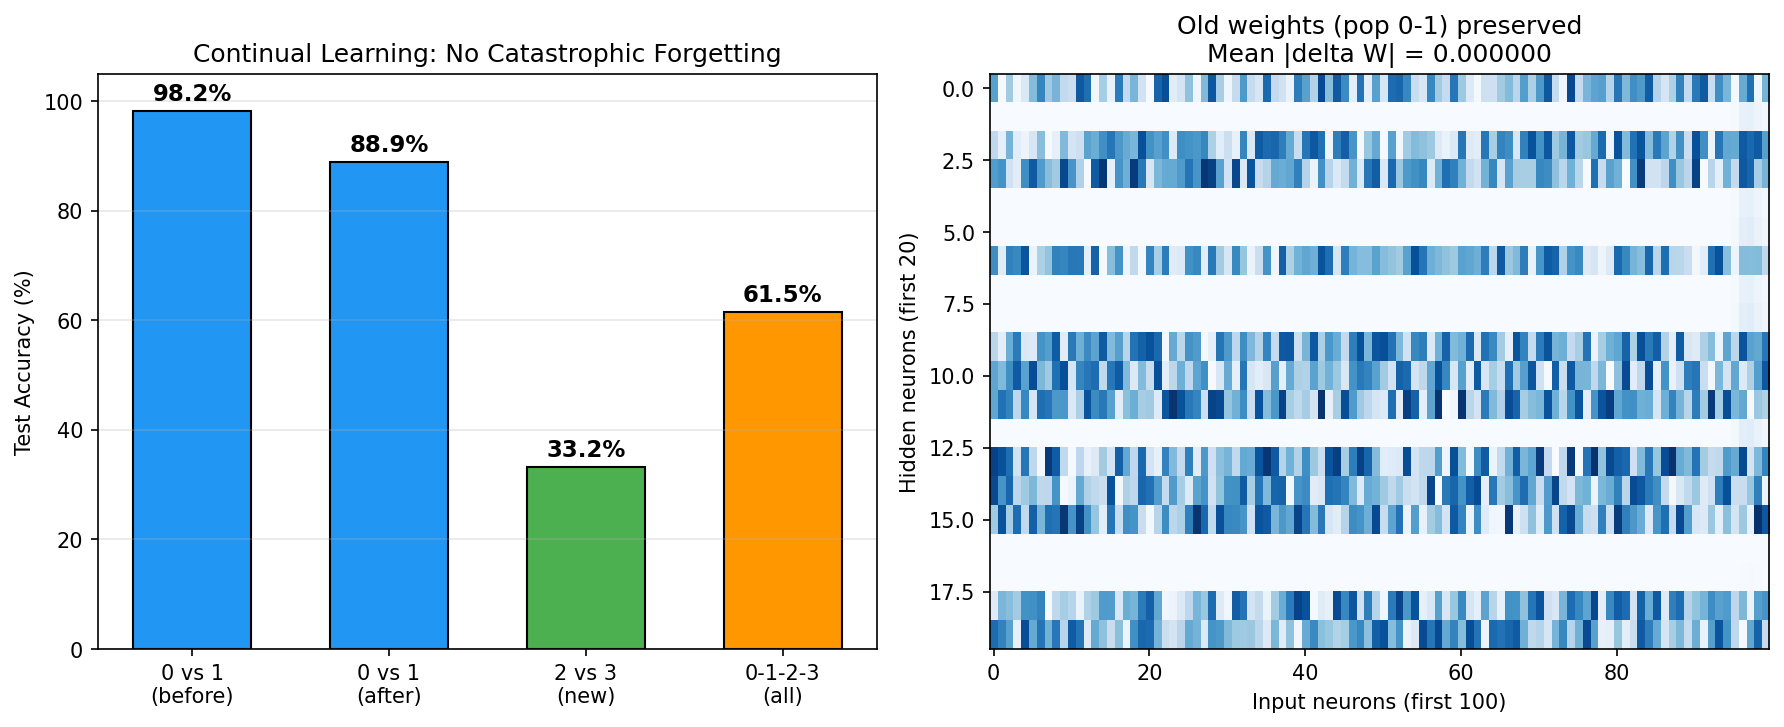 Continual Learning: No Catastrophic Forgetting
Test Accuracy (%)
100
80
60
40
20
0
98.2%
88.9%
33.2%
61.5%
0 vs 1
(before)
0 vs 1
(after)
2 vs 3
(new)
0-1-2-3
(all)
Old weights (pop 0-1) preserved
Mean |delta W| = 0.000000
Hidden neurons (first 20)
0.0
2.5
5.0
7.5
10.0
12.5
15.0
17.5
0
20
40
60
80
Input neurons (first 100)